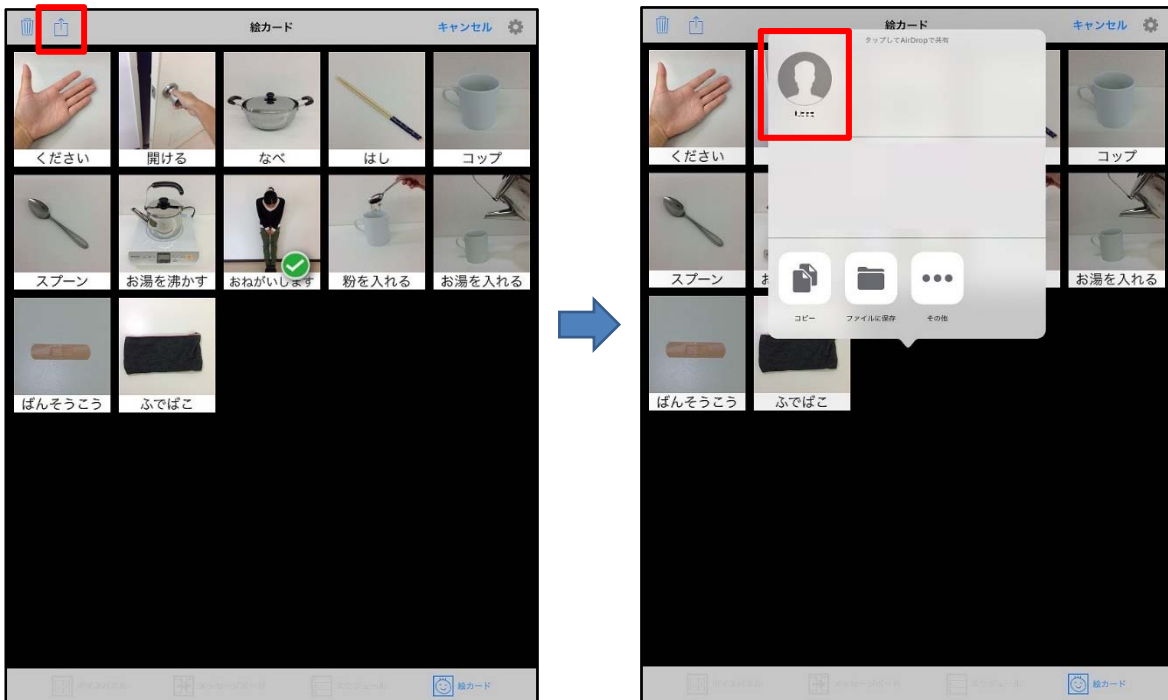 絵カード
キャンセル
ください
開ける
なべ
はし
コップ
スプーン
お湯を沸かす
おねがいします
粉を入れる
お湯を入れる
ばんそうこう
ふでばこ
絵カード
絵カード
キャンセル
タップしてAirDropで共有
ください
コップ
スプーン
お湯を入れる
コピー
ファイルに保存
その他
ばんそうこう
ふでばこ
絵カード